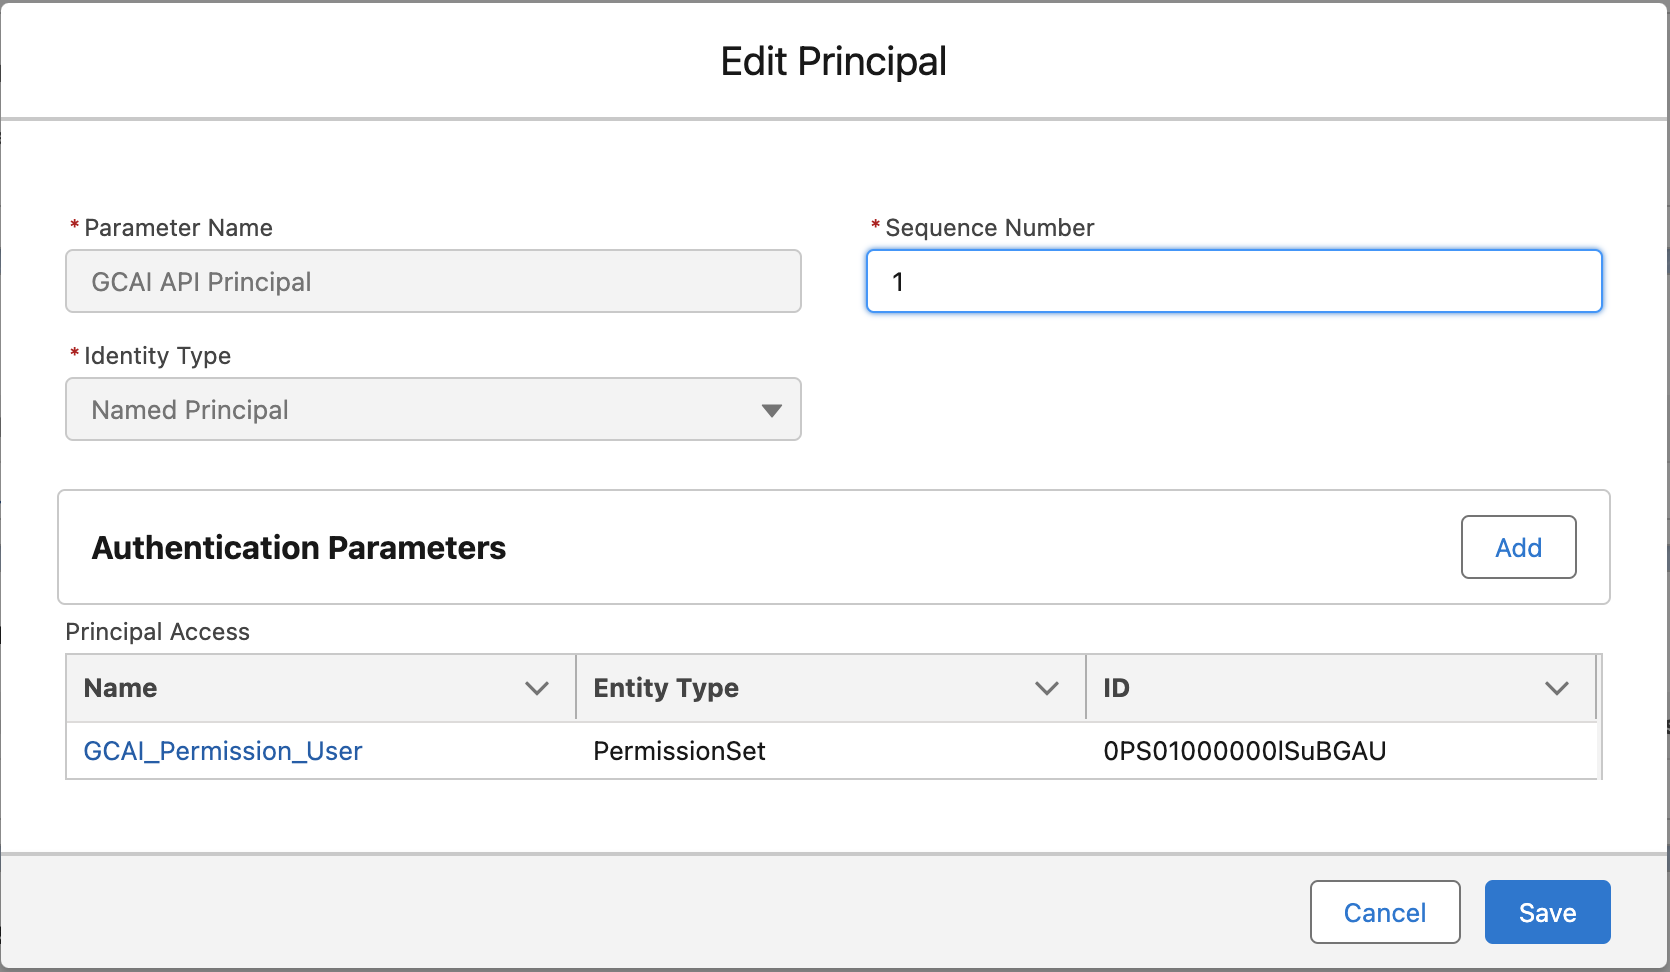 Edit Principal
* Parameter Name
GCAI API Principal
* Sequence Number
1
* Identity Type
Named Principal
Authentication Parameters
Add
Principal Access
Name Entity Type ID
GCAI_Permission_User PermissionSet 0PS01000000lSuBGAU
Cancel Save